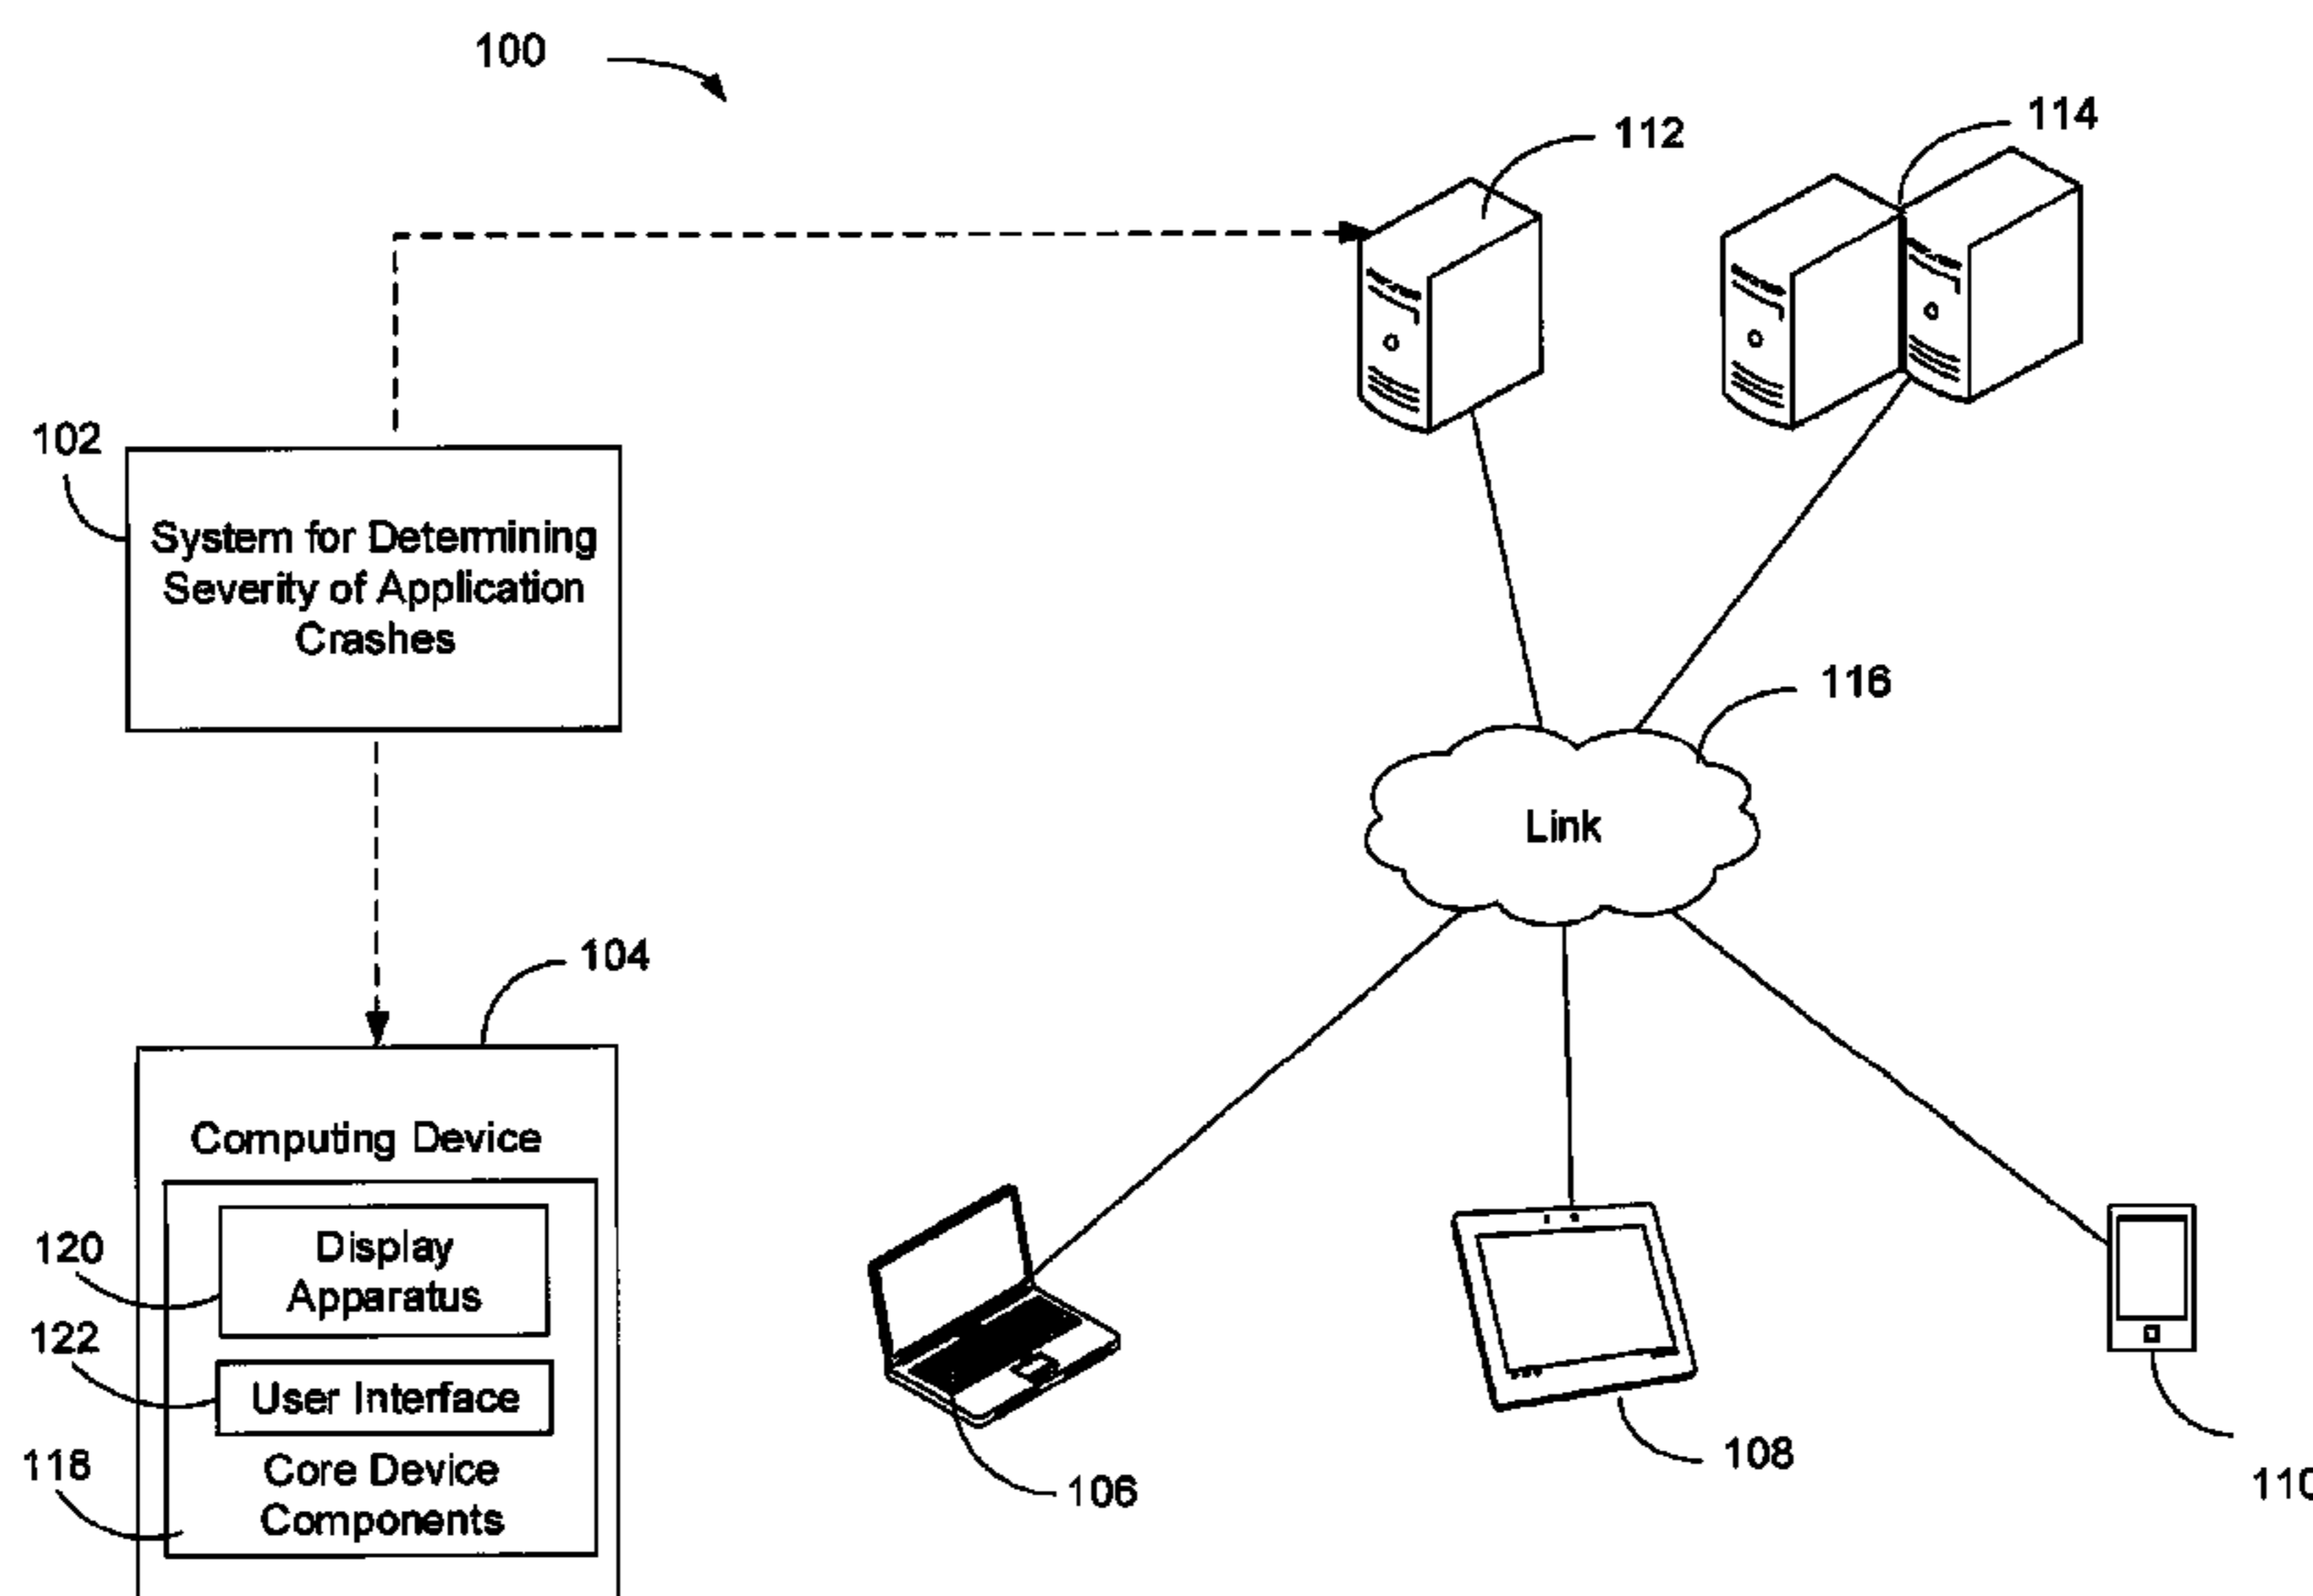 100
112
114
102
System for Determining
Severity of Application
Crashes
116
Link
104
Computing Device
120
Display
Apparatus
122
User Interface
118
Core Device
Components
106
108
110